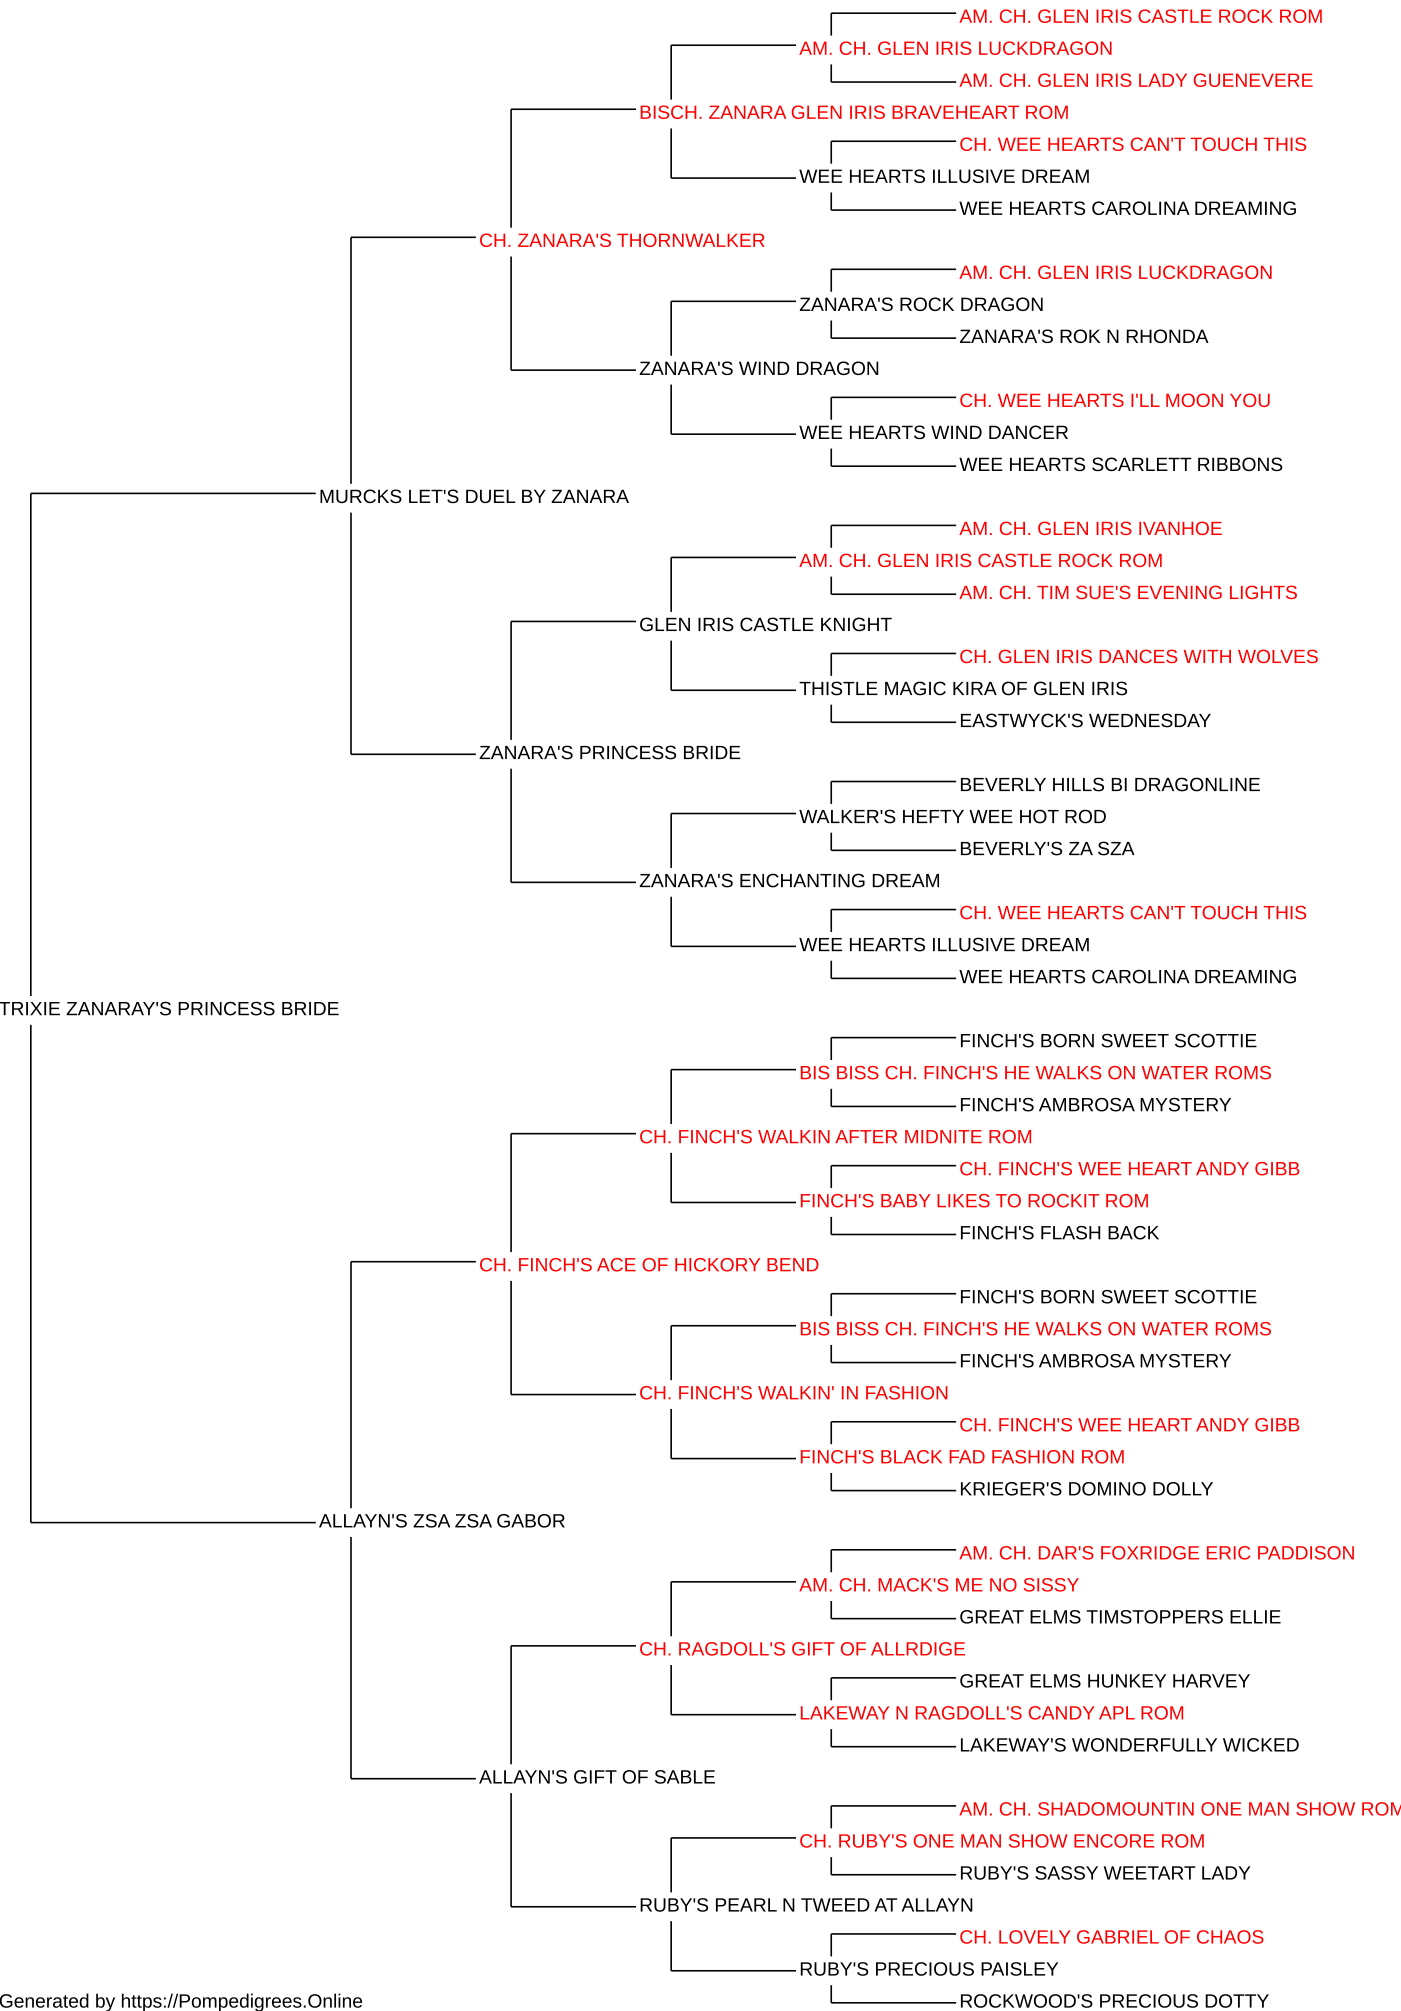 AM. CH. GLEN IRIS CASTLE ROCK ROM
AM. CH. GLEN IRIS LUCKDRAGON
AM. CH. GLEN IRIS LADY GUENEVERE
BISCH. ZANARA GLEN IRIS BRAVEHEART ROM
CH. WEE HEARTS CAN'T TOUCH THIS
WEE HEARTS ILLUSIVE DREAM
WEE HEARTS CAROLINA DREAMING
CH. ZANARA'S THORNWALKER
AM. CH. GLEN IRIS LUCKDRAGON
ZANARA'S ROCK DRAGON
ZANARA'S ROK N RHONDA
ZANARA'S WIND DRAGON
CH. WEE HEARTS I'LL MOON YOU
WEE HEARTS WIND DANCER
WEE HEARTS SCARLETT RIBBONS
MURCKS LET'S DUEL BY ZANARA
AM. CH. GLEN IRIS IVANHOE
AM. CH. GLEN IRIS CASTLE ROCK ROM
AM. CH. TIM SUE'S EVENING LIGHTS
GLEN IRIS CASTLE KNIGHT
CH. GLEN IRIS DANCES WITH WOLVES
THISTLE MAGIC KIRA OF GLEN IRIS
EASTWYCK'S WEDNESDAY
ZANARA'S PRINCESS BRIDE
BEVERLY HILLS BI DRAGONLINE
WALKER'S HEFTY WEE HOT ROD
BEVERLY'S ZA SZA
ZANARA'S ENCHANTING DREAM
CH. WEE HEARTS CAN'T TOUCH THIS
WEE HEARTS ILLUSIVE DREAM
WEE HEARTS CAROLINA DREAMING
TRIXIE ZANARAY'S PRINCESS BRIDE
FINCH'S BORN SWEET SCOTTIE
BIS BISS CH. FINCH'S HE WALKS ON WATER ROMS
FINCH'S AMBROSA MYSTERY
CH. FINCH'S WALKIN AFTER MIDNITE ROM
CH. FINCH'S WEE HEART ANDY GIBB
FINCH'S BABY LIKES TO ROCKIT ROM
FINCH'S FLASH BACK
CH. FINCH'S ACE OF HICKORY BEND
FINCH'S BORN SWEET SCOTTIE
BIS BISS CH. FINCH'S HE WALKS ON WATER ROMS
FINCH'S AMBROSA MYSTERY
CH. FINCH'S WALKIN' IN FASHION
CH. FINCH'S WEE HEART ANDY GIBB
FINCH'S BLACK FAD FASHION ROM
KRIEGER'S DOMINO DOLLY
ALLAYN'S ZSA ZSA GABOR
AM. CH. DAR'S FOXRIDGE ERIC PADDISON
AM. CH. MACK'S ME NO SISSY
GREAT ELMS TIMSTOPPERS ELLIE
CH. RAGDOLL'S GIFT OF ALLRDIGE
GREAT ELMS HUNKEY HARVEY
LAKEWAY N RAGDOLL'S CANDY APL ROM
LAKEWAY'S WONDERFULLY WICKED
ALLAYN'S GIFT OF SABLE
AM. CH. SHADOMOUNTIN ONE MAN SHOW ROM
CH. RUBY'S ONE MAN SHOW ENCORE ROM
RUBY'S SASSY WEETART LADY
RUBY'S PEARL N TWEED AT ALLAYN
CH. LOVELY GABRIEL OF CHAOS
RUBY'S PRECIOUS PAISLEY
ROCKWOOD'S PRECIOUS DOTTY
Generated by https://Pompedigrees.Online